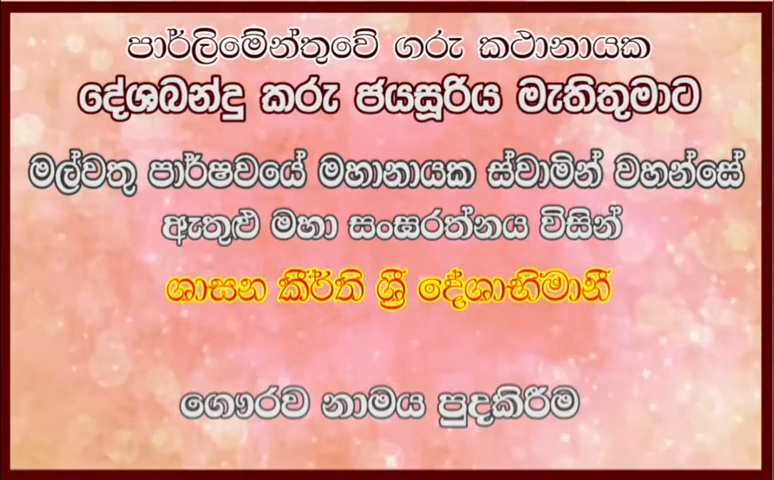 පාර්ලිමේන්තුවේ ගරු කථානායක
දේශබන්දු කරු ජයසූරිය මැතිතුමාට
මල්වතු පාර්ෂවයේ මහානායක ස්වාමින් වහන්සේ
ඇතුළු මහා සංඝරත්නය විසින්
ශාසන කීර්ති ශ්‍රී දේශාභිමානී
ගෞරව නාමය පුදකිරීම